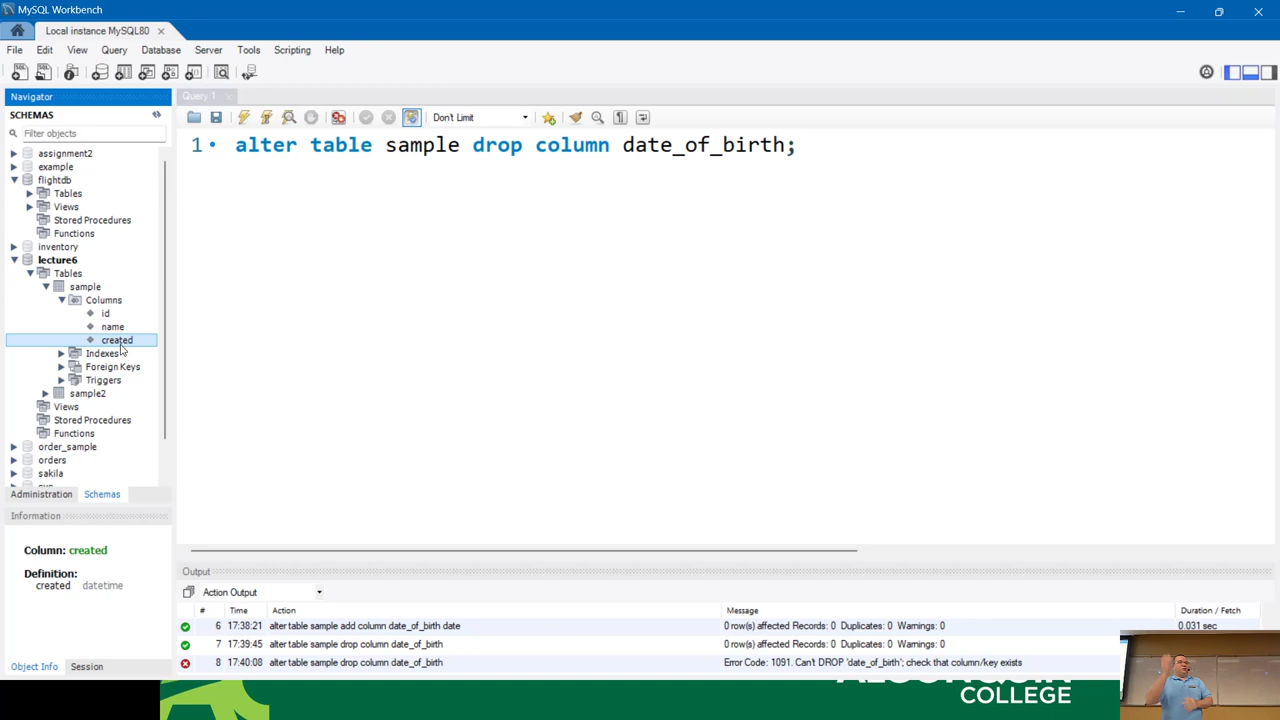 MySQL Workbench
Local instance MySQL80
File Edit View Query Database Server Tools Scripting Help
Navigator
Query 1
SCHEMAS
Filter objects
Don't Limit
1 alter table sample drop column date_of_birth;
assignment2
example
flightdb
Tables
Views
Stored Procedures
Functions
inventory
lecture6
Tables
sample
Columns
id
name
created
Indexes
Foreign Keys
Triggers
sample2
Views
Stored Procedures
Functions
order_sample
orders
sakila
Administration Schemas
Information
Column: created
Definition:
created datetime
Object Info Session
Output
Action Output
# Time Action Message Duration / Fetch
6 17:38:21 alter table sample add column date_of_birth date 0 row(s) affected Records: 0 Duplicates: 0 Warnings: 0 0.031 sec
7 17:39:45 alter table sample drop column date_of_birth 0 row(s) affected Records: 0 Duplicates: 0 Warnings: 0
8 17:40:08 alter table sample drop column date_of_birth Error Code: 1091. Can't DROP 'date_of_birth'; check that column/key exists
COLLEGE